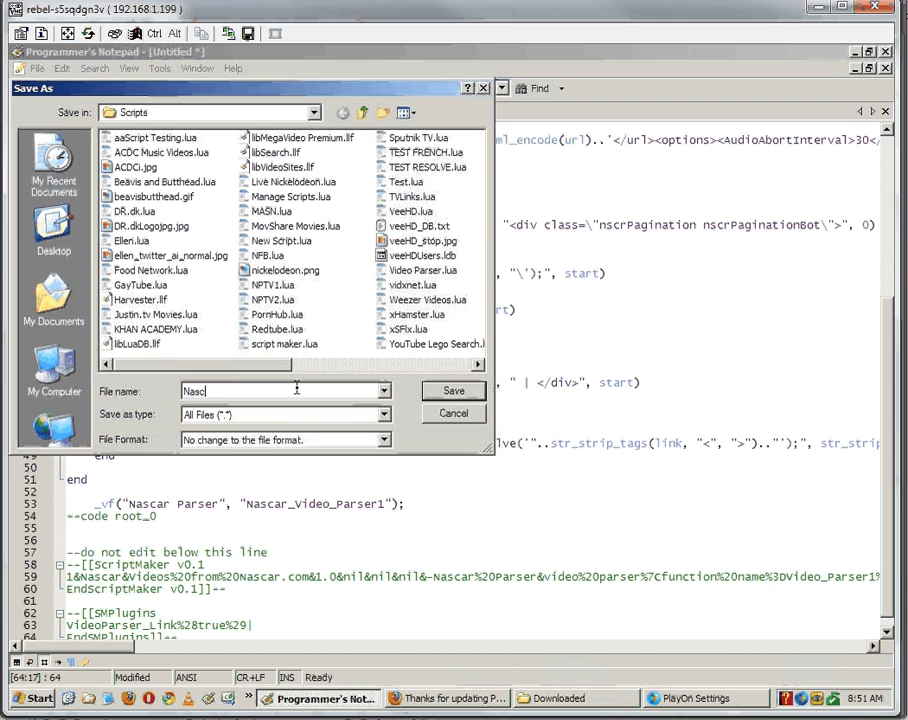 rebel-s5sqdgn3v ( 192.168.1.199 )
Ctrl Alt
Programmer's Notepad - [Untitled *]
File Edit Search View Tools Window Help
Save As
Find
Save in: Scripts
My Recent Documents
Desktop
My Documents
My Computer
aaScript Testing.lua
ACDC Music Videos.lua
ACDCi.jpg
Beavis and Butthead.lua
beavisbutthead.gif
DR.dk.lua
DR.dkLogojpg.jpg
Ellen.lua
ellen_twitter_ai_normal.jpg
Food Network.lua
GayTube.lua
Harvester.llf
Justin.tv Movies.lua
KHAN ACADEMY.lua
libLuaDB.llf
libMegaVideo Premium.llf
libSearch.llf
libVideoSites.llf
Live Nickelodeon.lua
Manage Scripts.lua
MASN.lua
MovShare Movies.lua
New Script.lua
NFB.lua
nickelodeon.png
NPTV1.lua
NPTV2.lua
PornHub.lua
Redtube.lua
script maker.lua
Sputnik TV.lua
TEST FRENCH.lua
TEST RESOLVE.lua
Test.lua
TVLinks.lua
VeeHD.lua
veeHD_DB.txt
veeHD_stop.jpg
veeHDUsers.ldb
Video Parser.lua
vidxnet.lua
Weezer Videos.lua
xHamster.lua
xSFlx.lua
YouTube Lego Search.l
File name: Nasc
Save
Save as type: All Files (*.*)
Cancel
File Format: No change to the file format.
ml_encode(url)..'</url><options><AudioAbortInterval>30</
"<div class=\"nscrPagination nscrPaginationBot\">", 0)
, "\');", start)
rt)
, " | </div>", start)
lve('"..str_strip_tags(link, "<", ">").."');", str_strip
49 end
50
51 end
52
53 _vf("Nascar Parser", "Nascar_Video_Parser1");
54 --code root_0
55
56
57 --do not edit below this line
58 --[[ScriptMaker v0.1
59 1&Nascar&Videos%20from%20Nascar.com&1.0&nil&nil&nil&-Nascar%20Parser&video%20parser%7Cfunction%20name%3DVideo_Parser1%
60 EndScriptMaker v0.1]]--
61
62 --[[SMPlugins
63 VideoParser_Link%28true%29|
64 EndSMPlugins]]--
[64:17] : 64 Modified ANSI CR+LF INS Ready
Start
Programmer's Not...
Thanks for updating P...
Downloaded
PlayOn Settings
8:51 AM